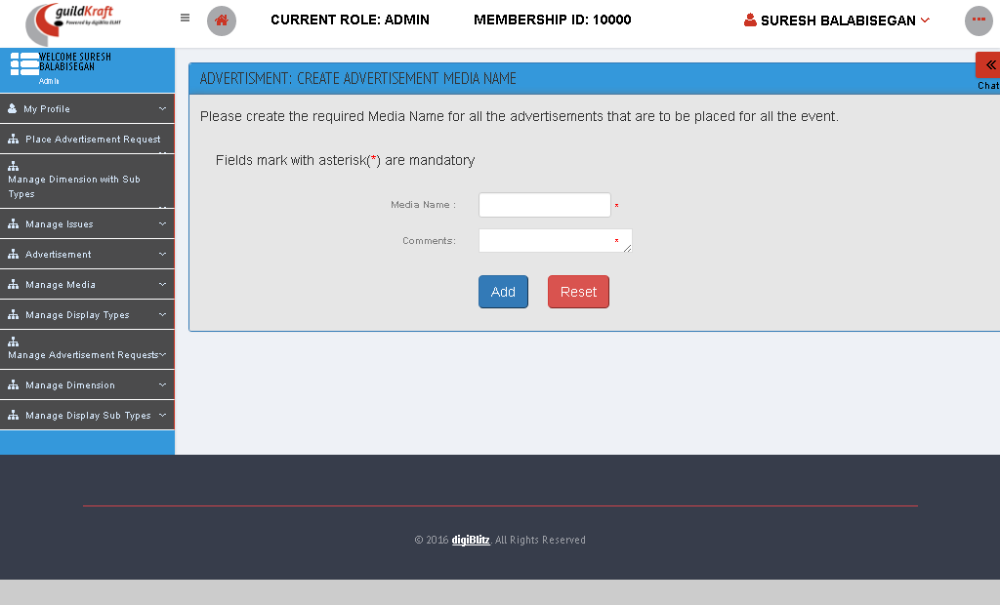 guildKraft
Powered by digiBlitz ELMT
CURRENT ROLE: ADMIN
MEMBERSHIP ID: 10000
SURESH BALABISEGAN
WELCOME SURESH
BALABISEGAN
Admin
Chat
ADVERTISMENT: CREATE ADVERTISEMENT MEDIA NAME
Please create the required Media Name for all the advertisements that are to be placed for all the event.
Fields mark with asterisk(*) are mandatory
Media Name : *
Comments: *
Add
Reset
My Profile
Place Advertisement Request
Manage Dimension with Sub
Types
Manage Issues
Advertisement
Manage Media
Manage Display Types
Manage Advertisement Requests
Manage Dimension
Manage Display Sub Types
© 2016 digiBlitz. All Rights Reserved